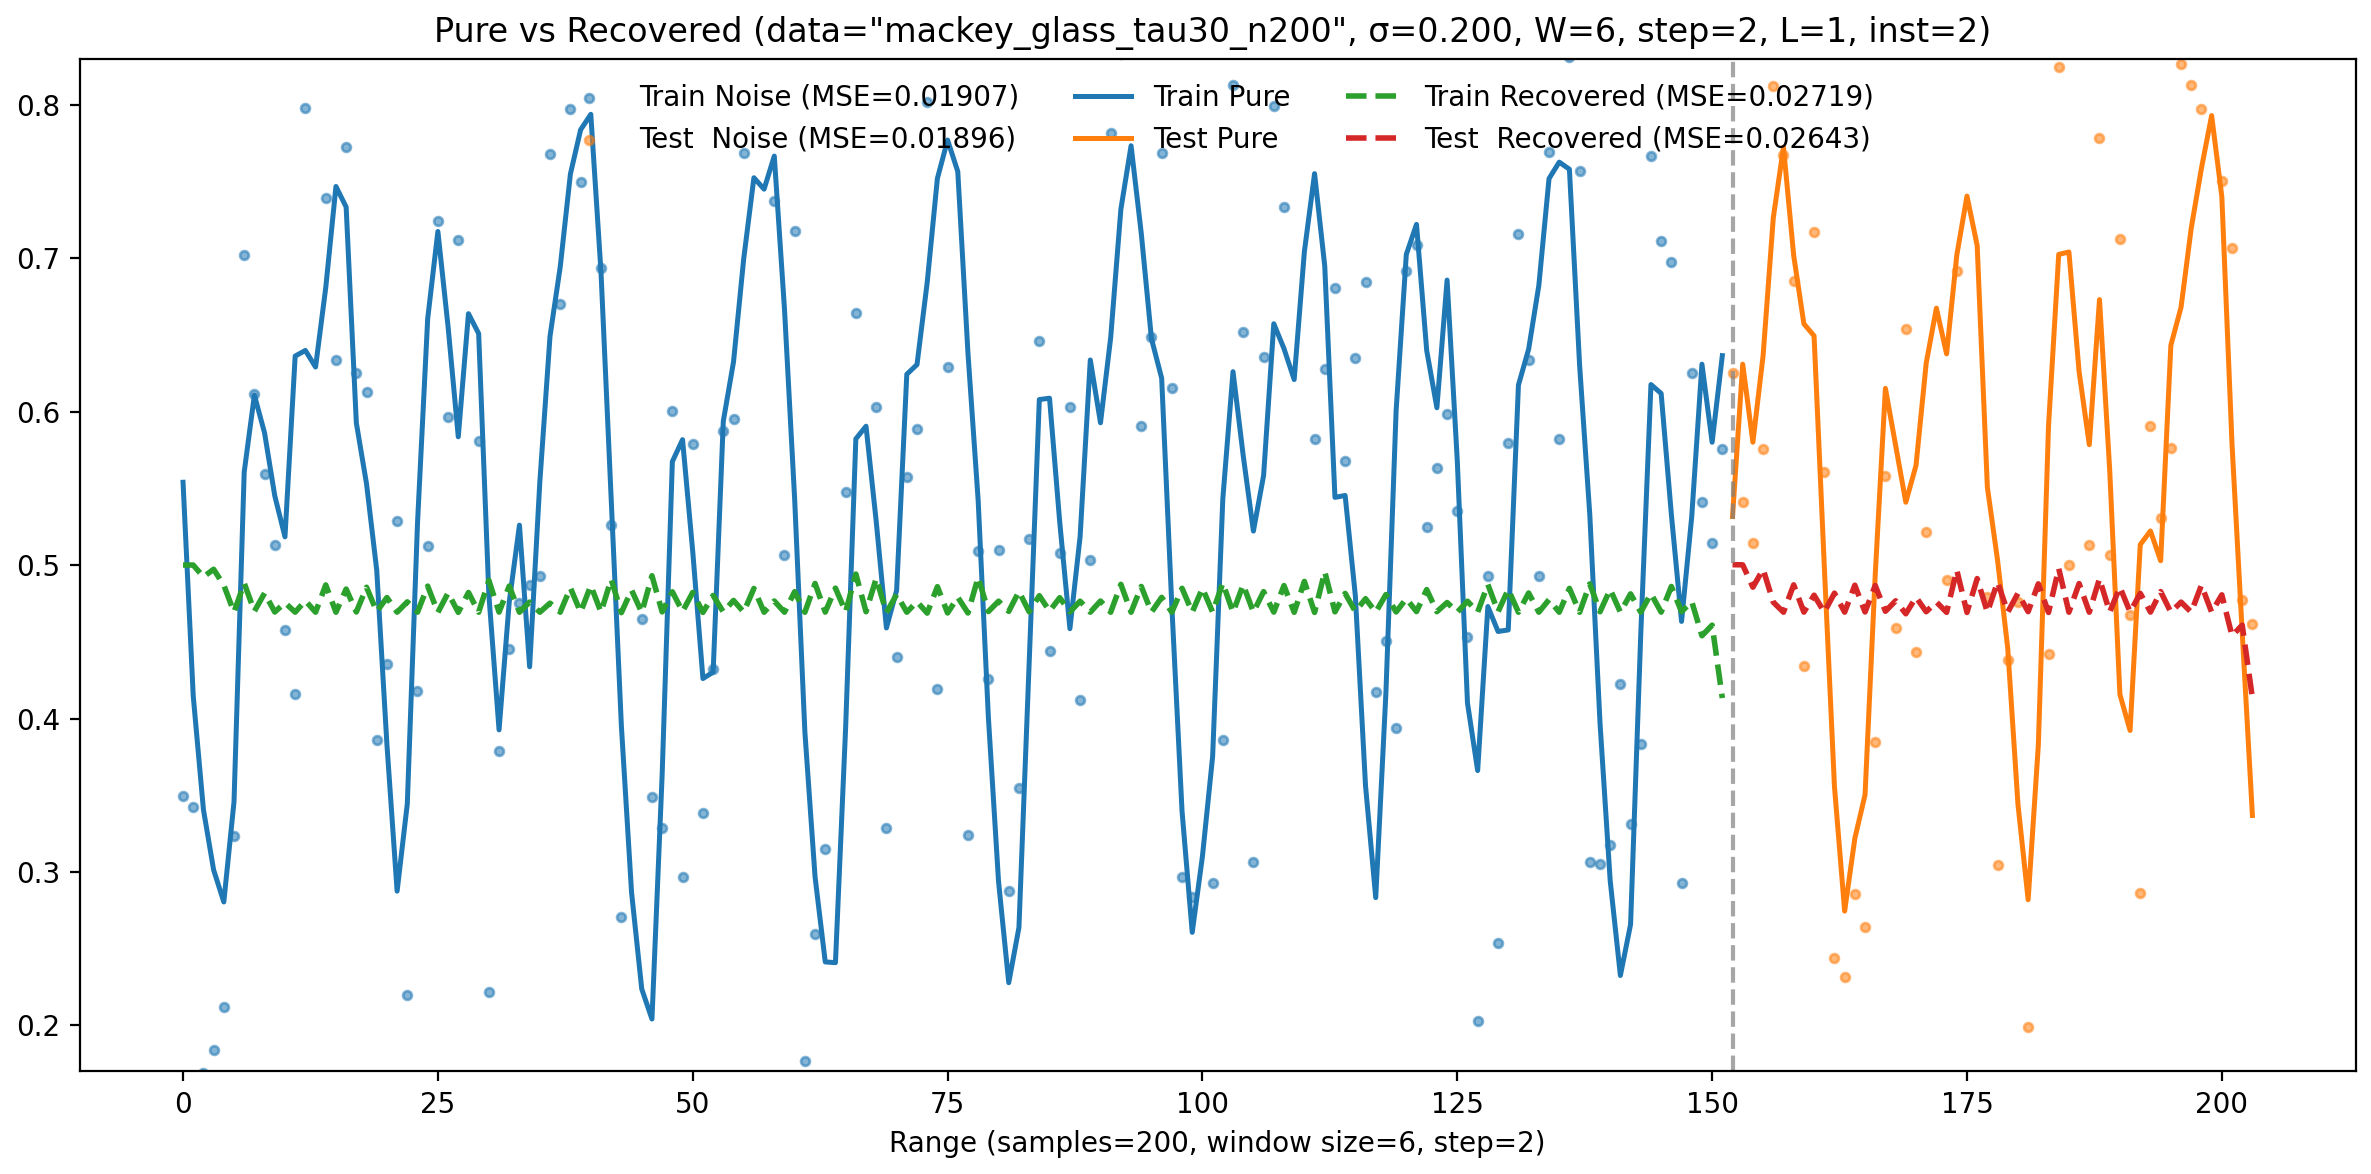 Pure vs Recovered (data="mackey_glass_tau30_n200", σ=0.200, W=6, step=2, L=1, inst=2)
Train Noise (MSE=0.01907)
Test  Noise (MSE=0.01896)
Train Pure
Test Pure
Train Recovered (MSE=0.02719)
Test  Recovered (MSE=0.02643)
0.8
0.7
0.6
0.5
0.4
0.3
0.2
0 25 50 75 100 125 150 175 200
Range (samples=200, window size=6, step=2)